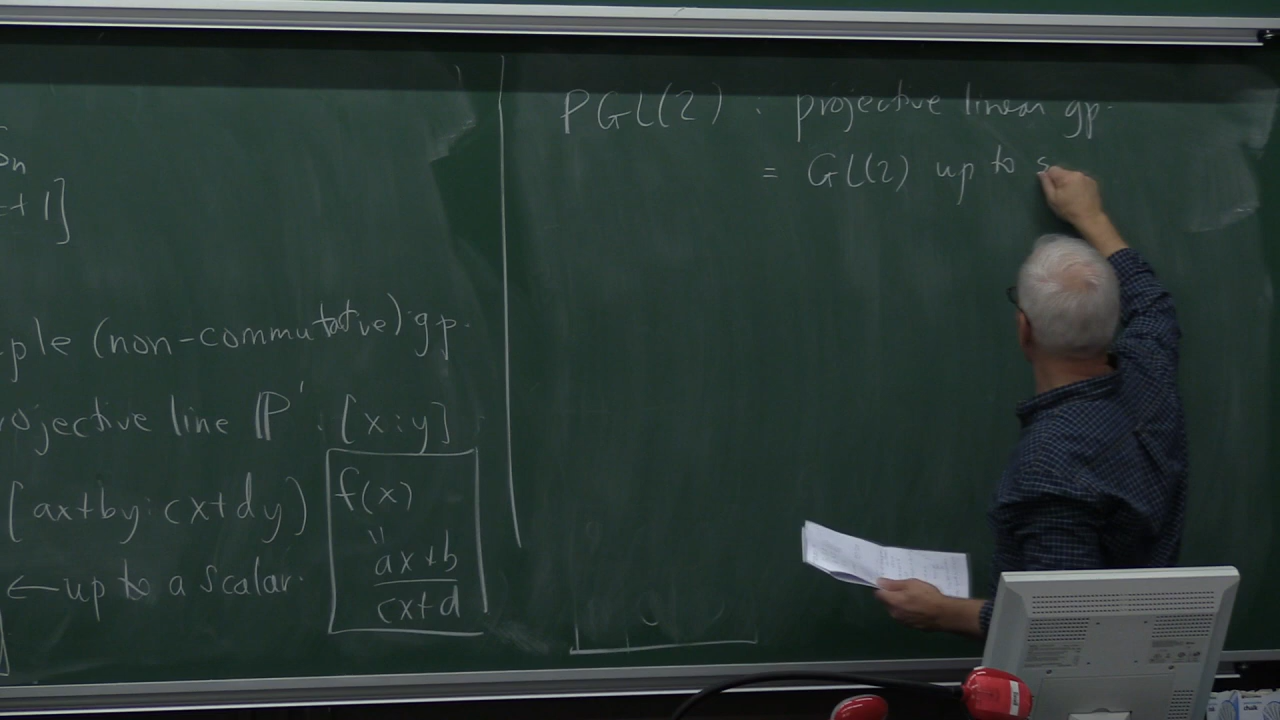 Sn
+1]
ple (non-commutative) gp.
ojective line ℙ¹ : [x:y]
[ax+by:cx+dy)
← up to a scalar.
f(x)
"
ax+b
cx+d
PGL(2) : projective linear gp.
= GL(2) up to s